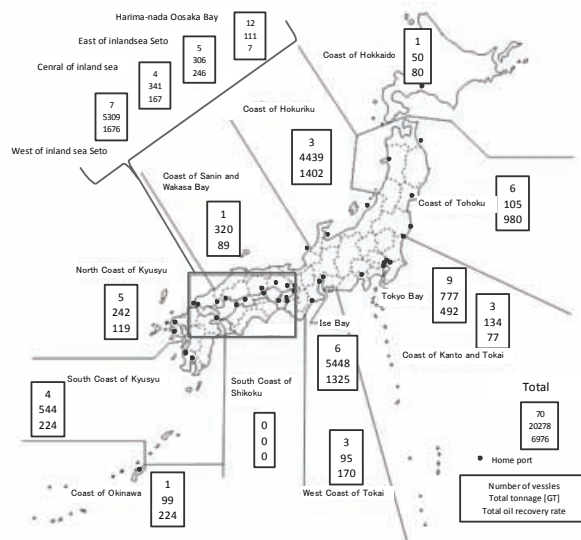 Harima-nada Oosaka Bay
12
111
7
East of inlandsea Seto
5
306
246
Cenral of inland sea
4
341
167
7
5309
1676
West of inland sea Seto
Coast of Hokkaido
1
50
80
Coast of Hokuriku
3
4439
1402
Coast of Sanin and
Wakasa Bay
1
320
89
Coast of Tohoku
6
105
980
North Coast of Kyusyu
5
242
119
Tokyo Bay
9
777
492
3
134
77
Coast of Kanto and Tokai
Ise Bay
6
5448
1325
South Coast of Kyusyu
4
544
224
South Coast of
Shikoku
0
0
0
3
95
170
West Coast of Tokai
Coast of Okinawa
1
99
224
Total
70
20278
6976
Home port
Number of vessles
Total tonnage [GT]
Total oil recovery rate